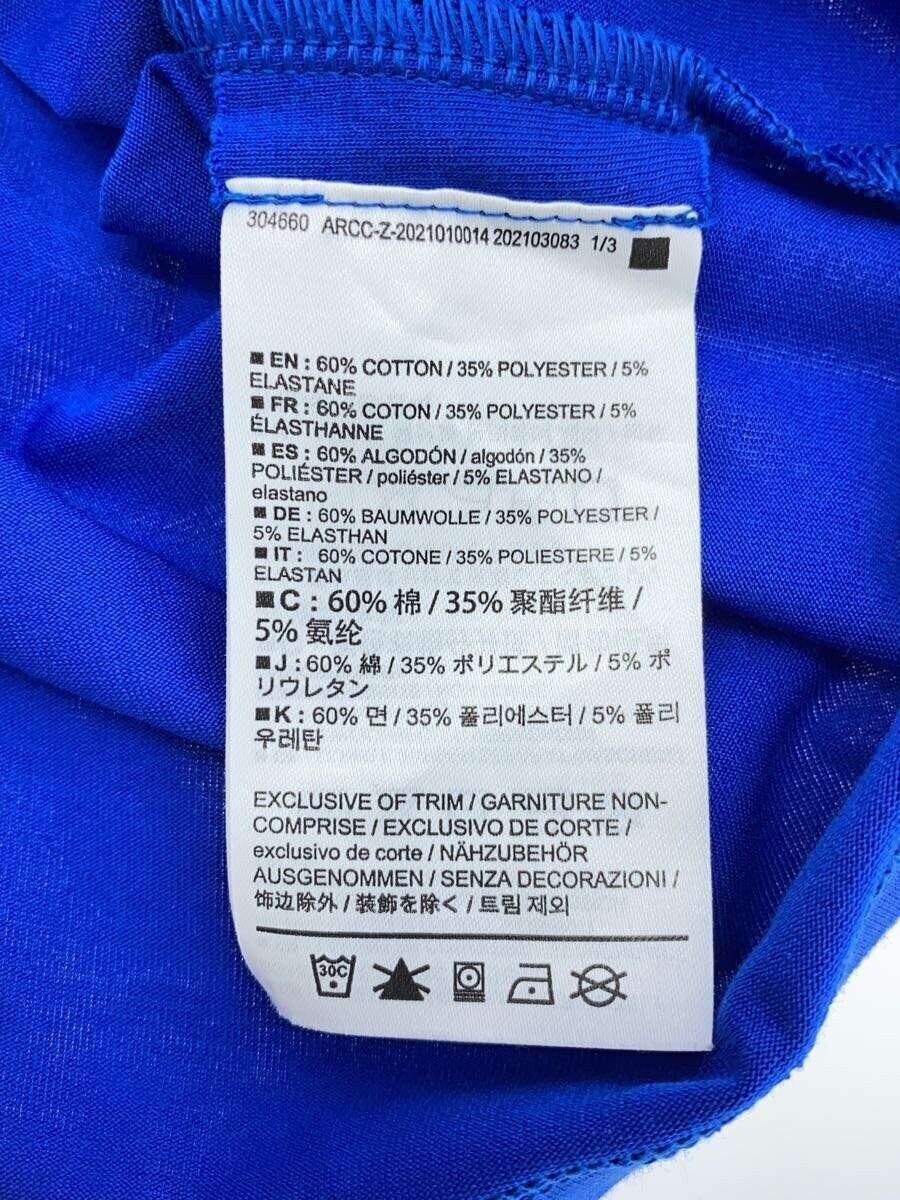 304660 ARCC-Z-2021010014 202103083 1/3
EN : 60% COTTON / 35% POLYESTER / 5%
ELASTANE
FR : 60% COTON / 35% POLYESTER / 5%
ÉLASTHANNE
ES : 60% ALGODÓN / algodón / 35%
POLIÉSTER / poliéster / 5% ELASTANO /
elastano
DE : 60% BAUMWOLLE / 35% POLYESTER /
5% ELASTHAN
IT : 60% COTONE / 35% POLIESTERE / 5%
ELASTAN
C : 60% 棉 / 35% 聚酯纤维 /
5% 氨纶
J : 60% 綿 / 35% ポリエステル / 5% ポ
リウレタン
K : 60% 면 / 35% 폴리에스터 / 5% 폴리
우레탄
EXCLUSIVE OF TRIM / GARNITURE NON-
COMPRISE / EXCLUSIVO DE CORTE /
exclusivo de corte / NÄHZUBEHÖR
AUSGENOMMEN / SENZA DECORAZIONI /
饰边除外 / 装飾を除く / 트림 제외
30C